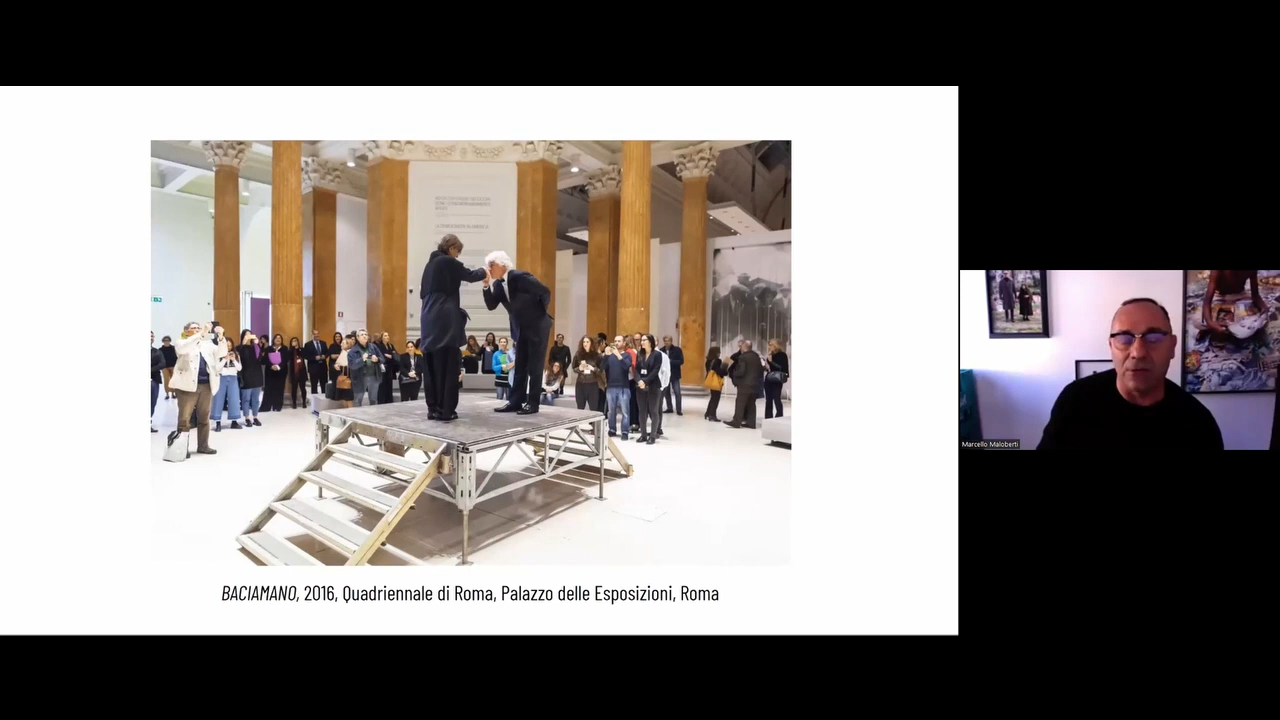 BACIAMANO, 2016, Quadriennale di Roma, Palazzo delle Esposizioni, Roma
Marcello Maloberti